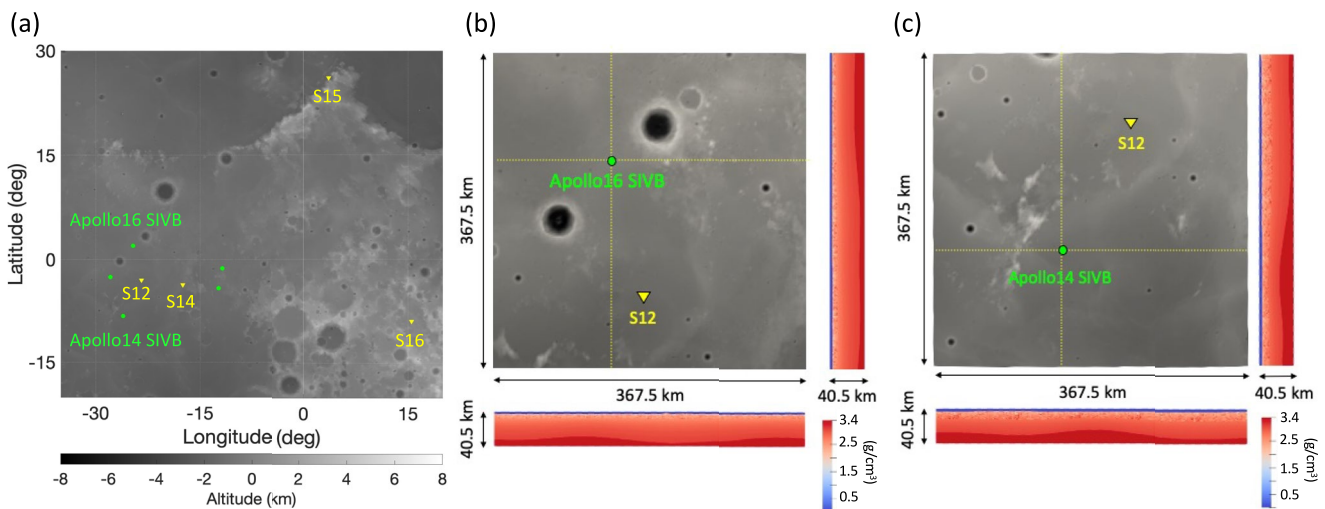 (a)
30
15
0
-15
Latitude (deg)
S15
Apollo16 SIVB
S12
S14
Apollo14 SIVB
S16
-30
-15
0
15
Longitude (deg)
-8
-6
-4
-2
0
2
4
6
8
Altitude (km)
(b)
367.5 km
Apollo16 SIVB
S12
367.5 km
40.5 km
40.5 km
3.4
2.5
1.5
0.5
(g/cm³)
(c)
367.5 km
S12
Apollo14 SIVB
367.5 km
40.5 km
40.5 km
3.4
2.5
1.5
0.5
(g/cm³)